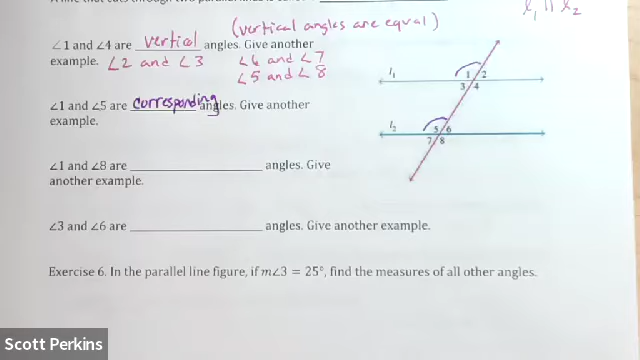 (vertical angles are equal)
l₁ || l₂
∠1 and ∠4 are vertical angles. Give another
example. ∠2 and ∠3 ∠6 and ∠7
∠5 and ∠8
∠1 and ∠5 are corresponding angles. Give another
example.
∠1 and ∠8 are ____________ angles. Give
another example.
∠3 and ∠6 are ____________ angles. Give another example.
l₁
1 2
3 4
l₂
5 6
7 8
Exercise 6. In the parallel line figure, if m∠3 = 25°, find the measures of all other angles.
Scott Perkins